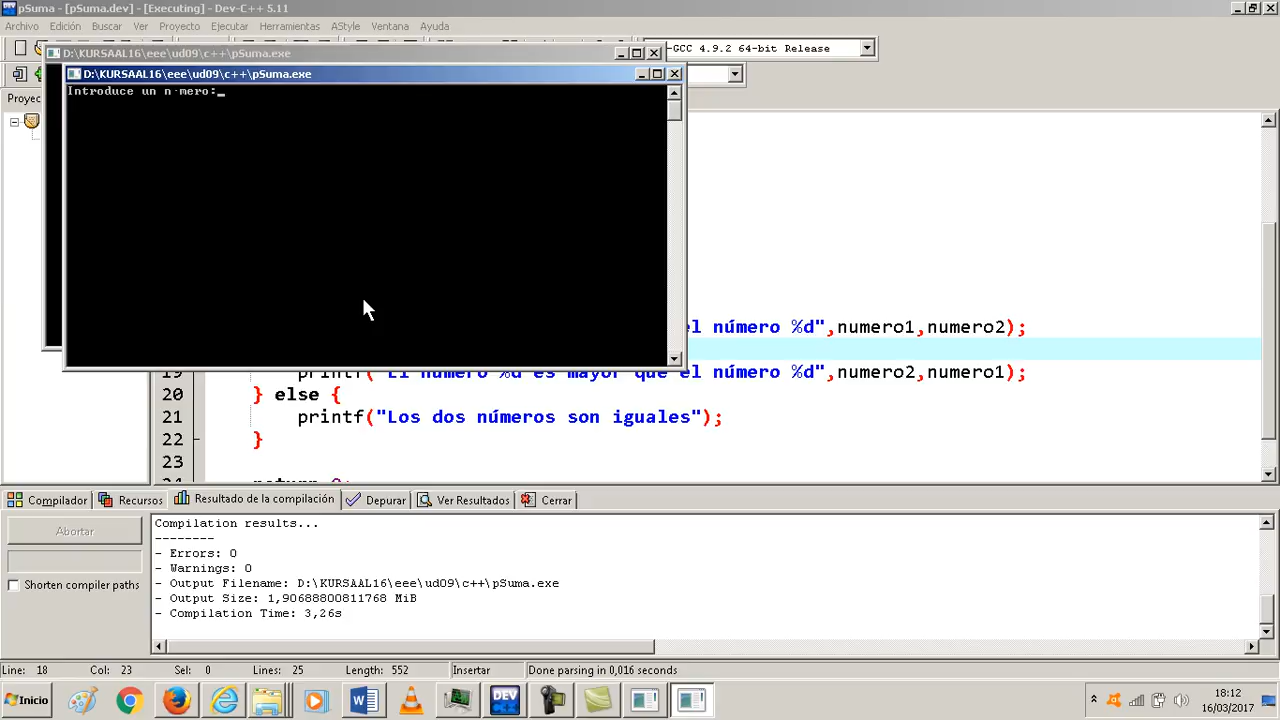 pSuma - [pSuma.dev] - [Executing] - Dev-C++ 5.11
Archivo Edición Buscar Ver Proyecto Ejecutar Herramientas AStyle Ventana Ayuda
D:\KURSAAL16\eee\ud09\c++\pSuma.exe
-GCC 4.9.2 64-bit Release
D:\KURSAAL16\eee\ud09\c++\pSuma.exe
Introduce un n·mero:_
Proyec
el número %d",numero1,numero2);
19 printf("El número %d es mayor que el número %d",numero2,numero1);
20 } else {
21 printf("Los dos números son iguales");
22 }
23
24 return 0;
Compilador Recursos Resultado de la compilación Depurar Ver Resultados Cerrar
Abortar
Shorten compiler paths
Compilation results...
--------
- Errors: 0
- Warnings: 0
- Output Filename: D:\KURSAAL16\eee\ud09\c++\pSuma.exe
- Output Size: 1,90688800811768 MiB
- Compilation Time: 3,26s
Line: 18 Col: 23 Sel: 0 Lines: 25 Length: 552 Insertar Done parsing in 0,016 seconds
Inicio
DEV
18:12
16/03/2017